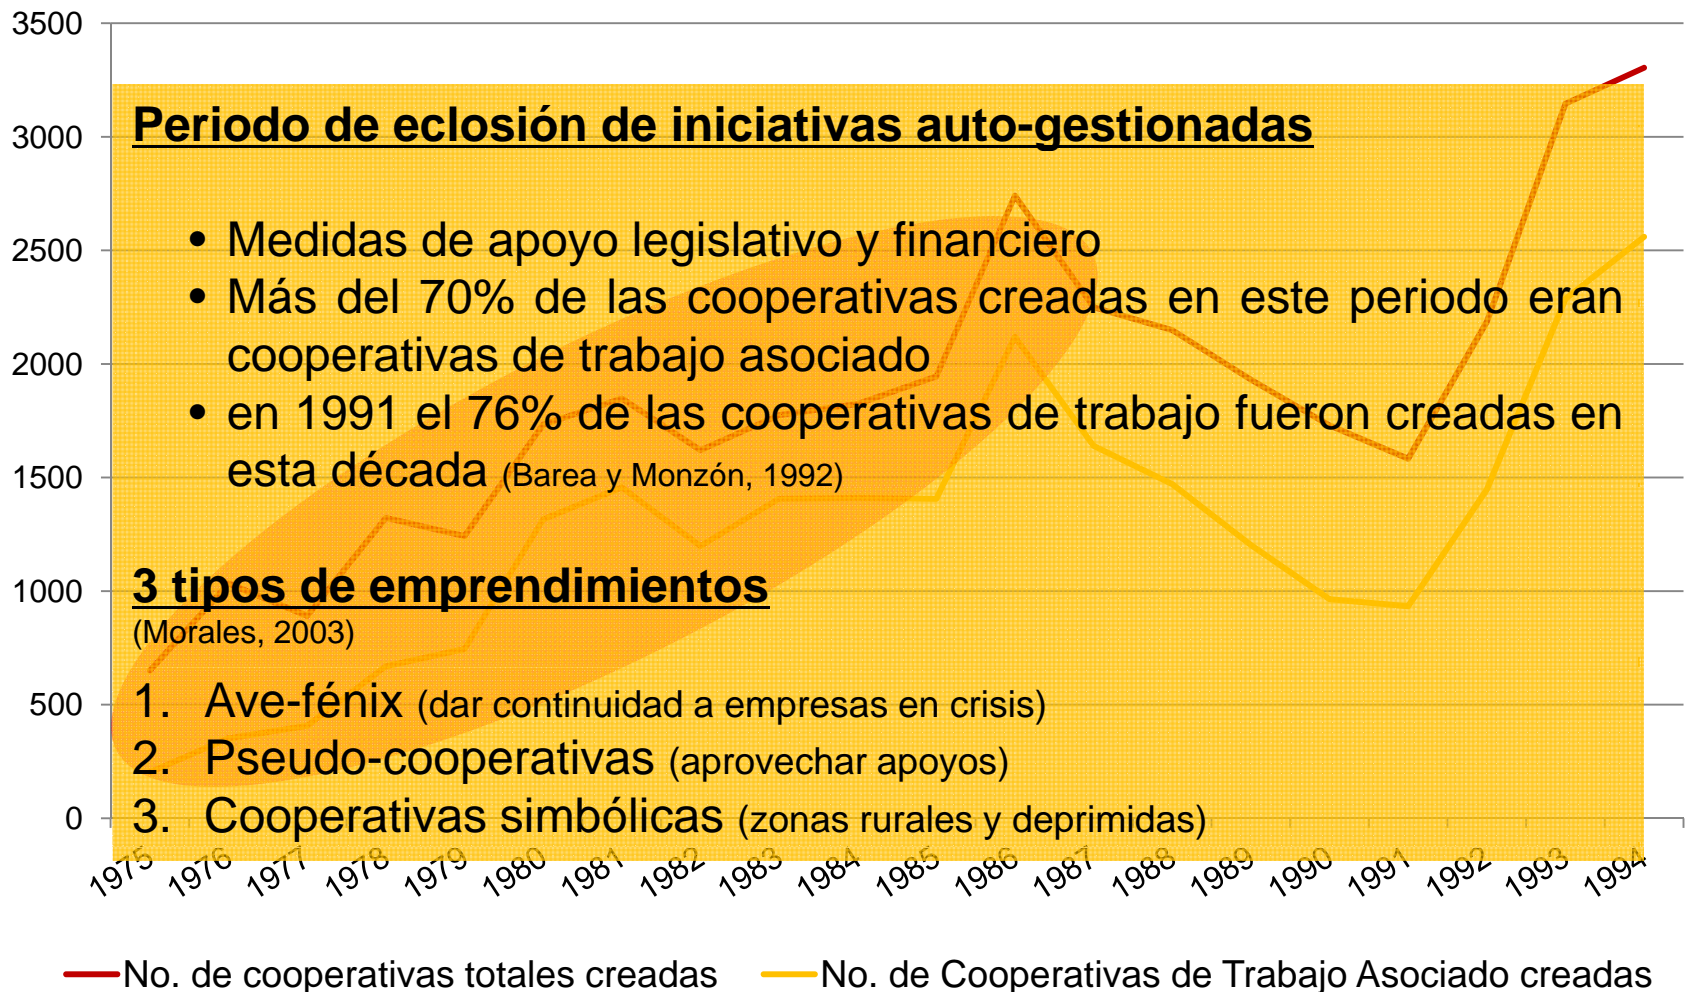 3500
3000
2500
2000
1500
1000
500
0
Periodo de eclosión de iniciativas auto-gestionadas
• Medidas de apoyo legislativo y financiero
• Más del 70% de las cooperativas creadas en este periodo eran
cooperativas de trabajo asociado
• en 1991 el 76% de las cooperativas de trabajo fueron creadas en
esta década (Barea y Monzón, 1992)
3 tipos de emprendimientos
(Morales, 2003)
1. Ave-fénix (dar continuidad a empresas en crisis)
2. Pseudo-cooperativas (aprovechar apoyos)
3. Cooperativas simbólicas (zonas rurales y deprimidas)
1975 1976 1977 1978 1979 1980 1981 1982 1983 1984 1985 1986 1987 1988 1989 1990 1991 1992 1993 1994
No. de cooperativas totales creadas No. de Cooperativas de Trabajo Asociado creadas